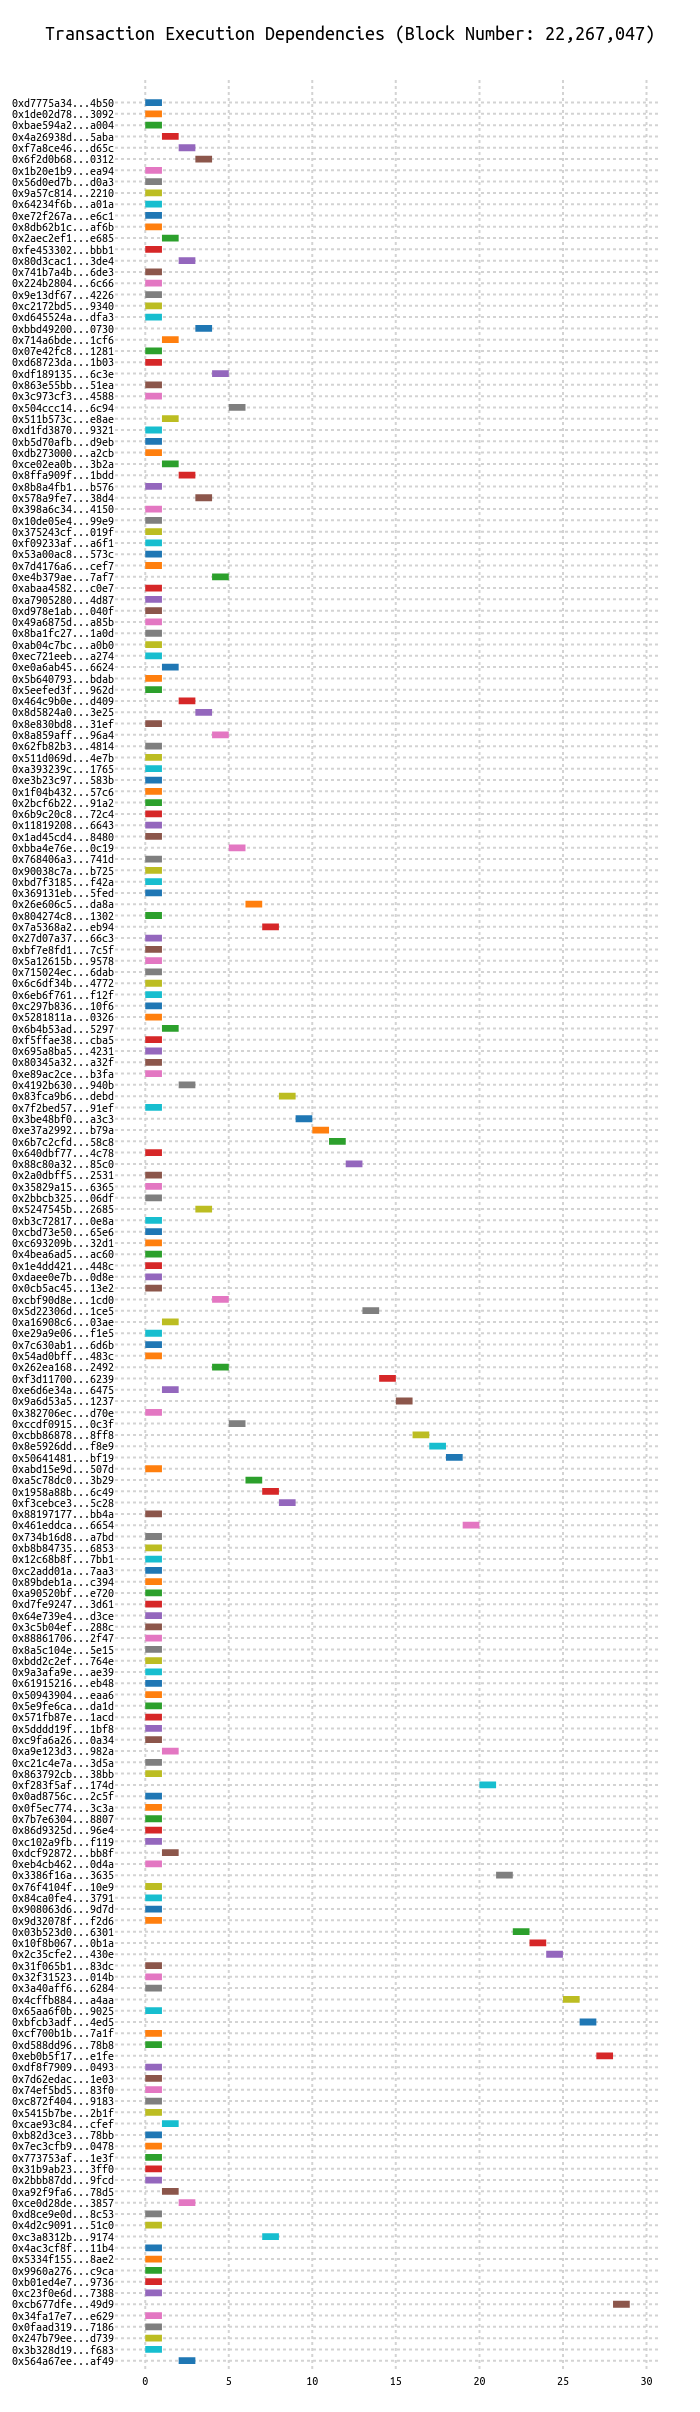 Transaction Execution Dependencies (Block Number: 22,267,047)
0xd7775a34...4b50
0x1de02d78...3092
0xbae594a2...a004
0x4a26938d...5aba
0xf7a8ce46...d65c
0x6f2d0b68...0312
0x1b20e1b9...ea94
0x56d0ed7b...d0a3
0x9a57c814...2210
0x64234f6b...a01a
0xe72f267a...e6c1
0x8db62b1c...af6b
0x2aec2ef1...e685
0xfe453302...bbb1
0x80d3cac1...3de4
0x741b7a4b...6de3
0x224b2804...6c66
0x9e13df67...4226
0xc2172bd5...9340
0xd645524a...dfa3
0xbbd49200...0730
0x714a6bde...1cf6
0x07e42fc8...1281
0xd68723da...1b03
0xdf189135...6c3e
0x863e55bb...51ea
0x3c973cf3...4588
0x504ccc14...6c94
0x511b573c...e8ae
0xd1fd3870...9321
0xb5d70afb...d9eb
0xdb273000...a2cb
0xce02ea0b...3b2a
0x8ffa909f...1bdd
0x8b8a4fb1...b576
0x578a9fe7...38d4
0x398a6c34...4150
0x10de05e4...99e9
0x375243cf...019f
0xf09233af...a6f1
0x53a00ac8...573c
0x7d4176a6...cef7
0xe4b379ae...7af7
0xabaa4582...c0e7
0xa7905280...4d87
0xd978e1ab...040f
0x49a6875d...a85b
0x8ba1fc27...1a0d
0xab04c7bc...a0b0
0xec721eeb...a274
0xe0a6ab45...6624
0x5b640793...bdab
0x5eefed3f...962d
0x464c9b0e...d409
0x8d5824a0...3e25
0x8e830bd8...31ef
0x8a859aff...96a4
0x62fb82b3...4814
0x511d069d...4e7b
0xa393239c...1765
0xe3b23c97...583b
0x1f04b432...57c6
0x2bcf6b22...91a2
0x6b9c20c8...72c4
0x11819208...6643
0x1ad45cd4...8480
0xbba4e76e...0c19
0x768406a3...741d
0x90038c7a...b725
0xbd7f3185...f42a
0x369131eb...5fed
0x26e606c5...da8a
0x804274c8...1302
0x7a5368a2...eb94
0x27d07a37...66c3
0xbf7e8fd1...7c5f
0x5a12615b...9578
0x715024ec...6dab
0x6c6df34b...4772
0x6eb6f761...f12f
0xc297b836...10f6
0x5281811a...0326
0x6b4b53ad...5297
0xf5ffae38...cba5
0x695a8ba5...4231
0x80345a32...a32f
0xe89ac2ce...b3fa
0x4192b630...940b
0x83fca9b6...debd
0x7f2bed57...91ef
0x3be48bf0...a3c3
0xe37a2992...b79a
0x6b7c2cfd...58c8
0x640dbf77...4c78
0x88c80a32...85c0
0x2a0dbff5...2531
0x35829a15...6365
0x2bbcb325...06df
0x5247545b...2685
0xb3c72817...0e8a
0xcbd73e50...65e6
0xc693209b...32d1
0x4bea6ad5...ac60
0x1e4dd421...448c
0xdaee0e7b...0d8e
0x0cb5ac45...13e2
0xcbf90d8e...1cd0
0x5d22306d...1ce5
0xa16908c6...03ae
0xe29a9e06...f1e5
0x7c630ab1...6d6b
0x54ad0bff...483c
0x262ea168...2492
0xf3d11700...6239
0xe6d6e34a...6475
0x9a6d53a5...1237
0x382706ec...d70e
0xccdf0915...0c3f
0xcbb86878...8ff8
0x8e5926dd...f8e9
0x50641481...bf19
0xabd15e9d...507d
0xa5c78dc0...3b29
0x1958a88b...6c49
0xf3cebce3...5c28
0x88197177...bb4a
0x461eddca...6654
0x734b16d8...a7bd
0xb8b84735...6853
0x12c68b8f...7bb1
0xc2add01a...7aa3
0x89bdeb1a...c394
0xa90520bf...e720
0xd7fe9247...3d61
0x64e739e4...d3ce
0x3c5b04ef...288c
0x88861706...2f47
0x8a5c104e...5e15
0xbdd2c2ef...764e
0x9a3afa9e...ae39
0x61915216...eb48
0x50943904...eaa6
0x5e9fe6ca...da1d
0x571fb87e...1acd
0x5dddd19f...1bf8
0xc9fa6a26...0a34
0xa9e123d3...982a
0xc21c4e7a...3d5a
0x863792cb...38bb
0xf283f5af...174d
0x0ad8756c...2c5f
0x0f5ec774...3c3a
0x7b7e6304...8807
0x86d9325d...96e4
0xc102a9fb...f119
0xdcf92872...bb8f
0xeb4cb462...0d4a
0x3386f16a...3635
0x76f4104f...10e9
0x84ca0fe4...3791
0x908063d6...9d7d
0x9d32078f...f2d6
0x03b523d0...6301
0x10f8b067...0b1a
0x2c35cfe2...430e
0x31f065b1...83dc
0x32f31523...014b
0x3a40aff6...6284
0x4cffb884...a4aa
0x65aa6f0b...9025
0xbfcb3adf...4ed5
0xcf700b1b...7a1f
0xd588dd96...78b8
0xeb0b5f17...e1fe
0xdf8f7909...0493
0x7d62edac...1e03
0x74ef5bd5...83f0
0xc872f404...9183
0x5415b7be...2b1f
0xcae93c84...cfef
0xb82d3ce3...78bb
0x7ec3cfb9...0478
0x773753af...1e3f
0x31b9ab23...3ff0
0x2bbb87dd...9fcd
0xa92f9fa6...78d5
0xce0d28de...3857
0xd8ce9e0d...8c53
0x4d2c9091...51c0
0xc3a8312b...9174
0x4ac3cf8f...11b4
0x5334f155...8ae2
0x9960a276...c9ca
0xb01ed4e7...9736
0xc23f0e6d...7388
0xcb677dfe...49d9
0x34fa17e7...e629
0x0faad319...7186
0x247b79ee...d739
0x3b328d19...f683
0x564a67ee...af49
0 5 10 15 20 25 30